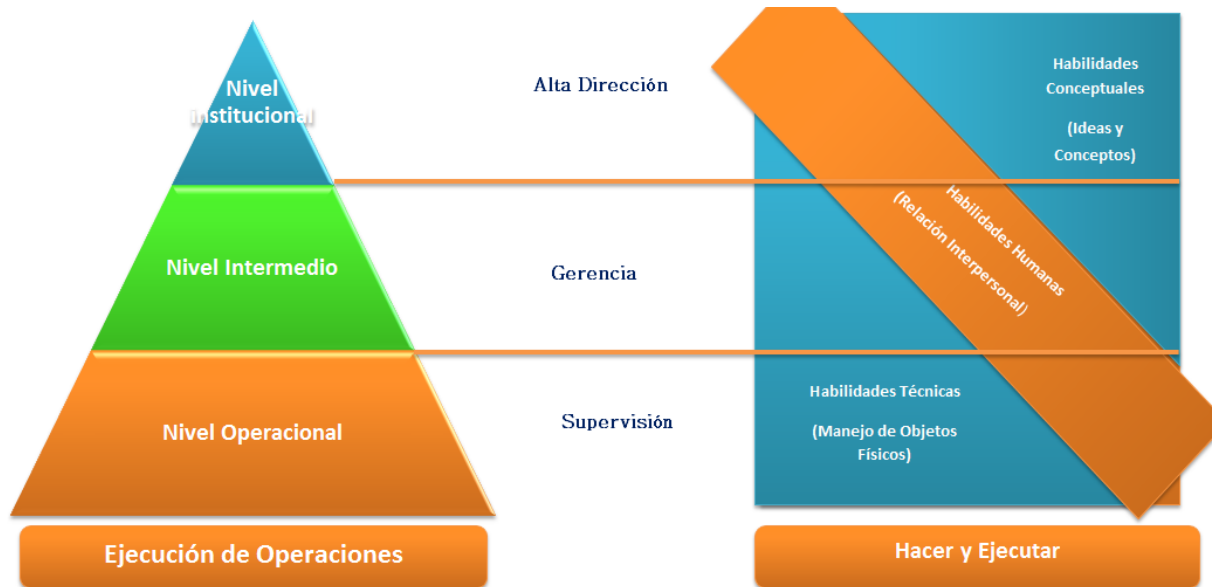 Nivel
institucional
Nivel Intermedio
Nivel Operacional
Ejecución de Operaciones
Alta Dirección
Gerencia
Supervisión
Habilidades
Conceptuales
(Ideas y
Conceptos)
Habilidades Humanas
(Relación Interpersonal)
Habilidades Técnicas
(Manejo de Objetos
Físicos)
Hacer y Ejecutar